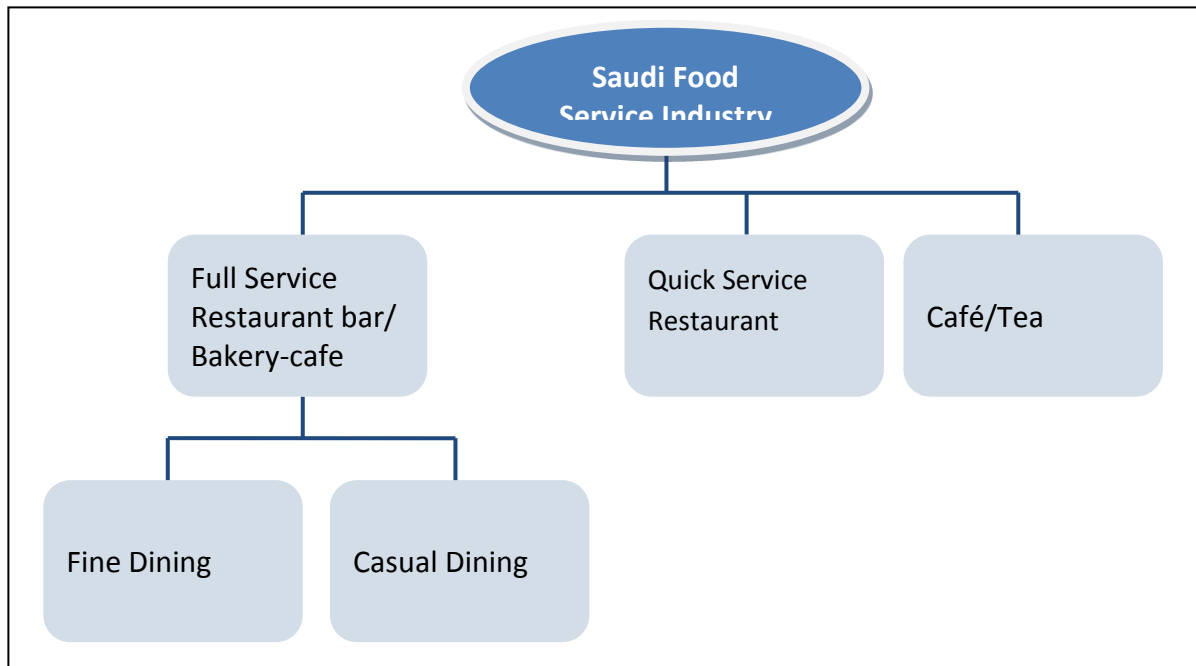 Saudi Food
Service Industry
Full Service
Restaurant bar/
Bakery-cafe
Quick Service
Restaurant
Café/Tea
Fine Dining
Casual Dining